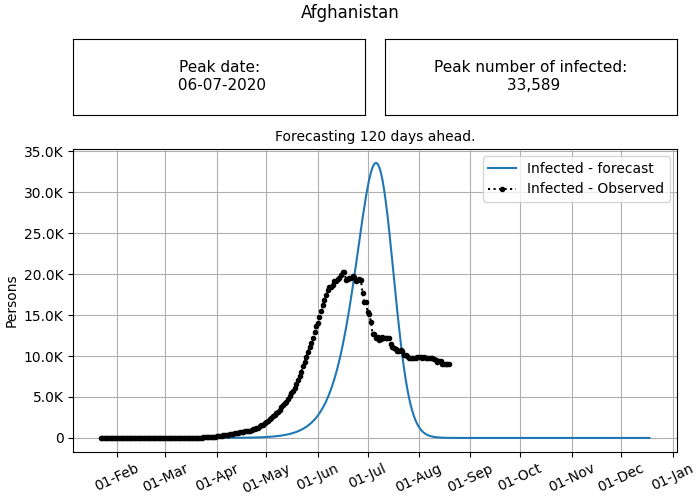 Afghanistan
Peak date:
06-07-2020
Peak number of infected:
33,589
Forecasting 120 days ahead.
35.0K
30.0K
25.0K
20.0K
15.0K
10.0K
5.0K
0
Persons
Infected - forecast
Infected - Observed
01-Feb
01-Mar
01-Apr
01-May
01-Jun
01-Jul
01-Aug
01-Sep
01-Oct
01-Nov
01-Dec
01-Jan